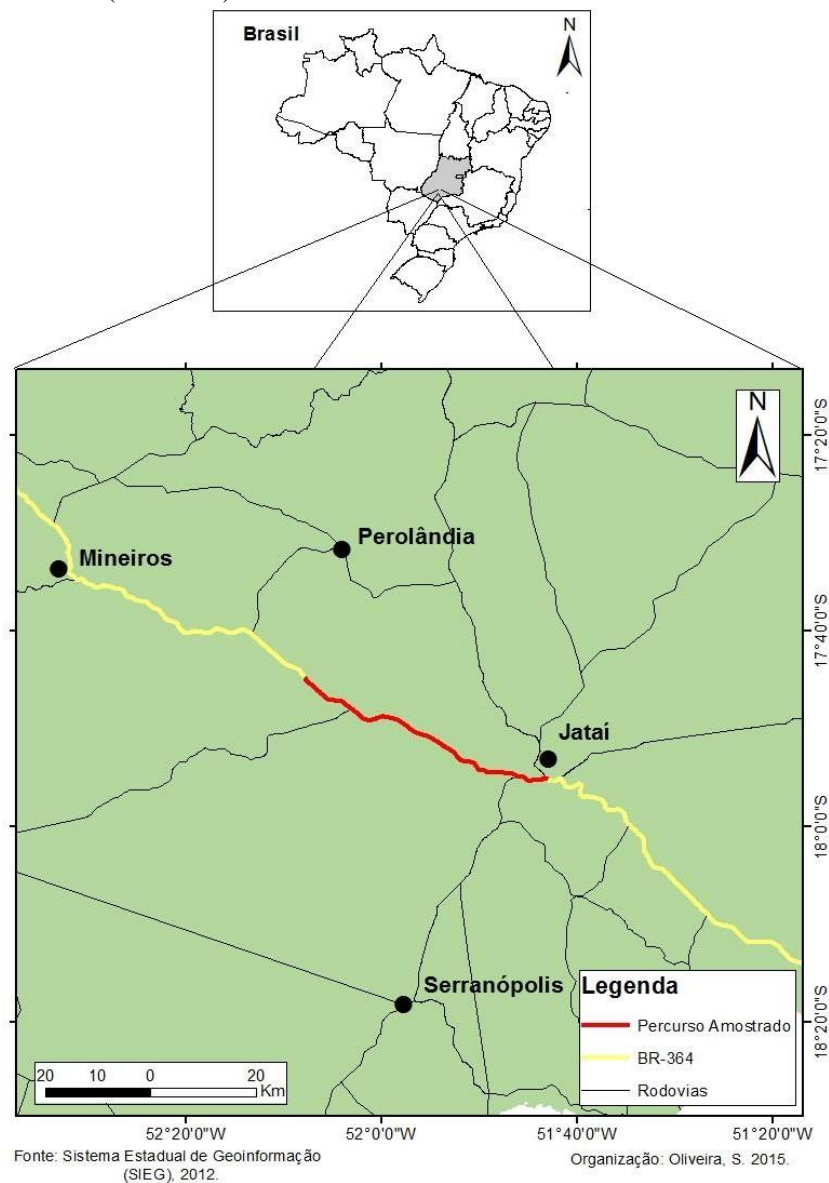 Brasil
N
N
17°20'0"S
Perolândia
Mineiros
17°40'0"S
Jataí
18°0'0"S
Serranópolis
Legenda
Percurso Amostrado
BR-364
Rodovias
18°20'0"S
20 10 0 20
Km
52°20'0"W 52°0'0"W 51°40'0"W 51°20'0"W
Fonte: Sistema Estadual de Geoinformação
(SIEG), 2012.
Organização: Oliveira, S. 2015.